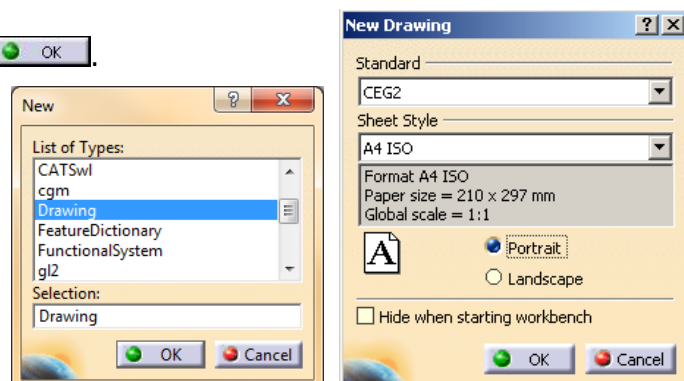 OK .
New
List of Types:
CATSwl
cgm
Drawing
FeatureDictionary
FunctionalSystem
gl2
Selection:
Drawing
OK Cancel
New Drawing
Standard
CEG2
Sheet Style
A4 ISO
Format A4 ISO
Paper size = 210 x 297 mm
Global scale = 1:1
A Portrait
Landscape
Hide when starting workbench
OK Cancel